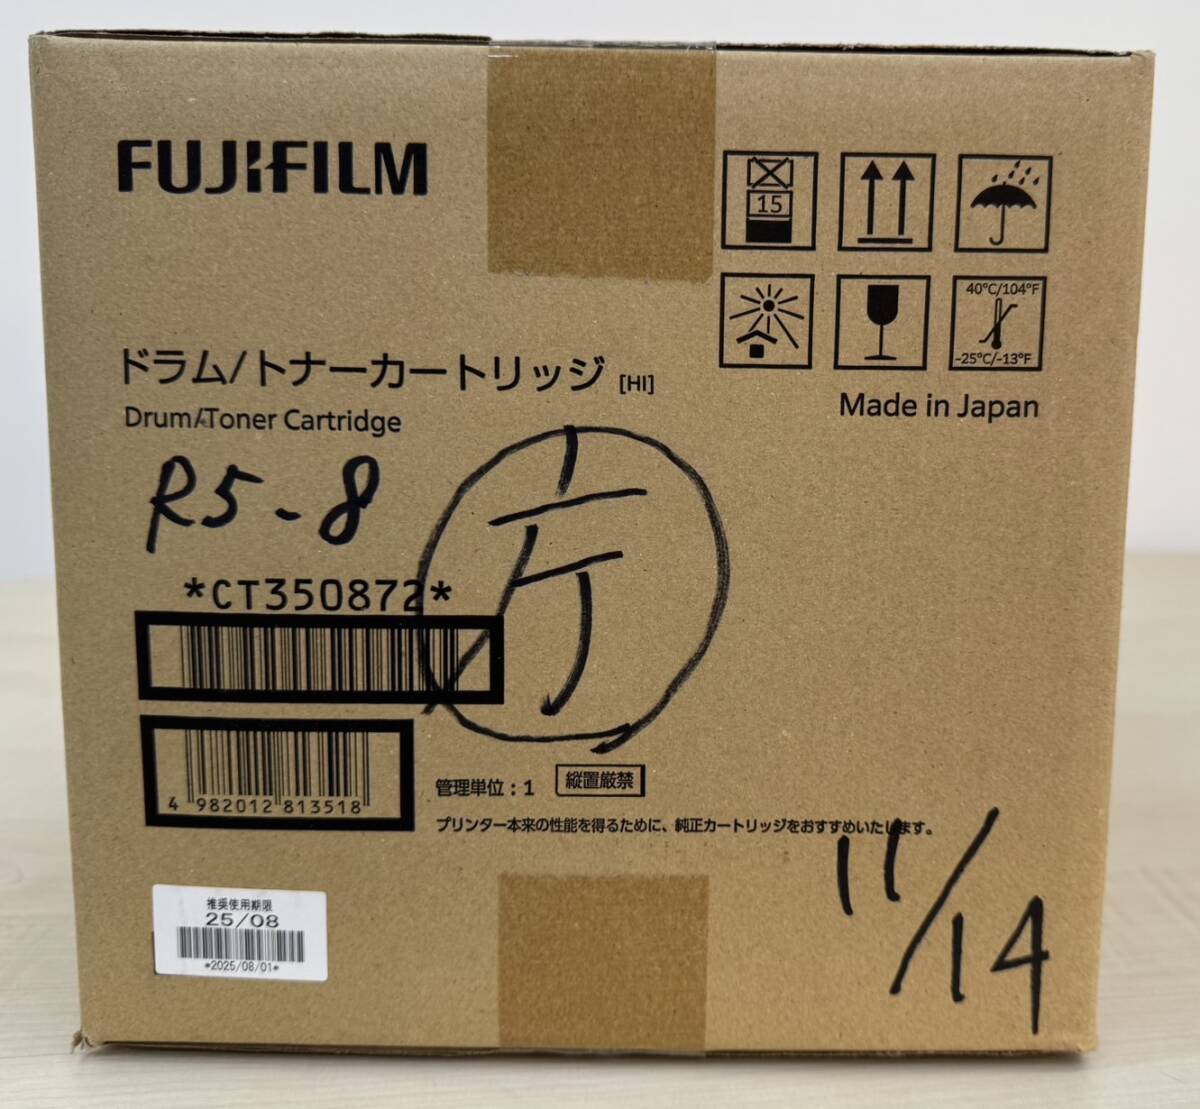 FUJIFILM
15
40°C/104°F
-25°C/-13°F
ドラム/トナーカートリッジ [HI]
Drum/Toner Cartridge
Made in Japan
R5-8
庁
*CT350872*
4 982012 813518
管理単位：1 縦置厳禁
プリンター本来の性能を得るために、純正カートリッジをおすすめいたします。
11/14
推奨使用期限
25/08
*2025/08/01*